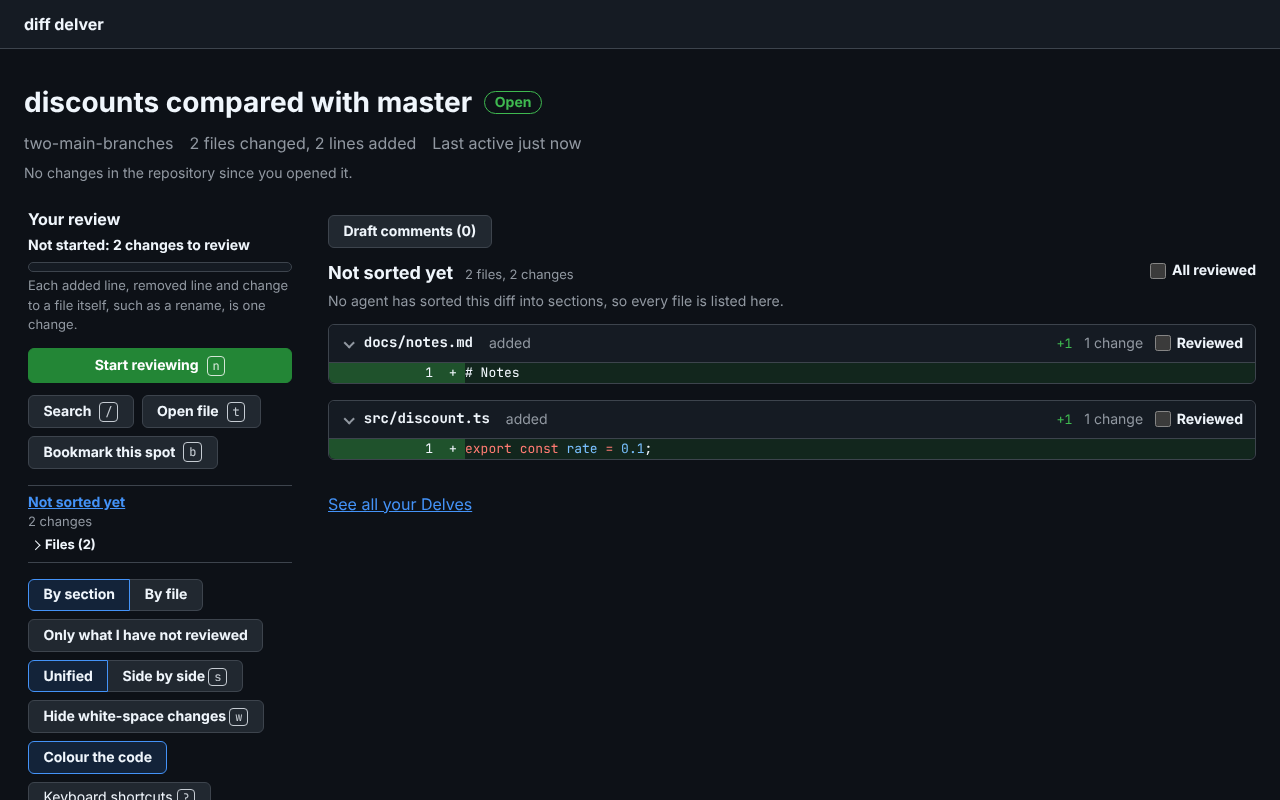 diff delver
discounts compared with master Open
two-main-branches 2 files changed, 2 lines added Last active just now
No changes in the repository since you opened it.
Your review
Not started: 2 changes to review
Each added line, removed line and change
to a file itself, such as a rename, is one
change.
Start reviewing n
Search / Open file t
Bookmark this spot b
Not sorted yet
2 changes
Files (2)
By section By file
Only what I have not reviewed
Unified Side by side s
Hide white-space changes w
Colour the code
Keyboard shortcuts ?
Draft comments (0)
Not sorted yet 2 files, 2 changes All reviewed
No agent has sorted this diff into sections, so every file is listed here.
docs/notes.md added +1 1 change Reviewed
1 + # Notes
src/discount.ts added +1 1 change Reviewed
1 + export const rate = 0.1;
See all your Delves